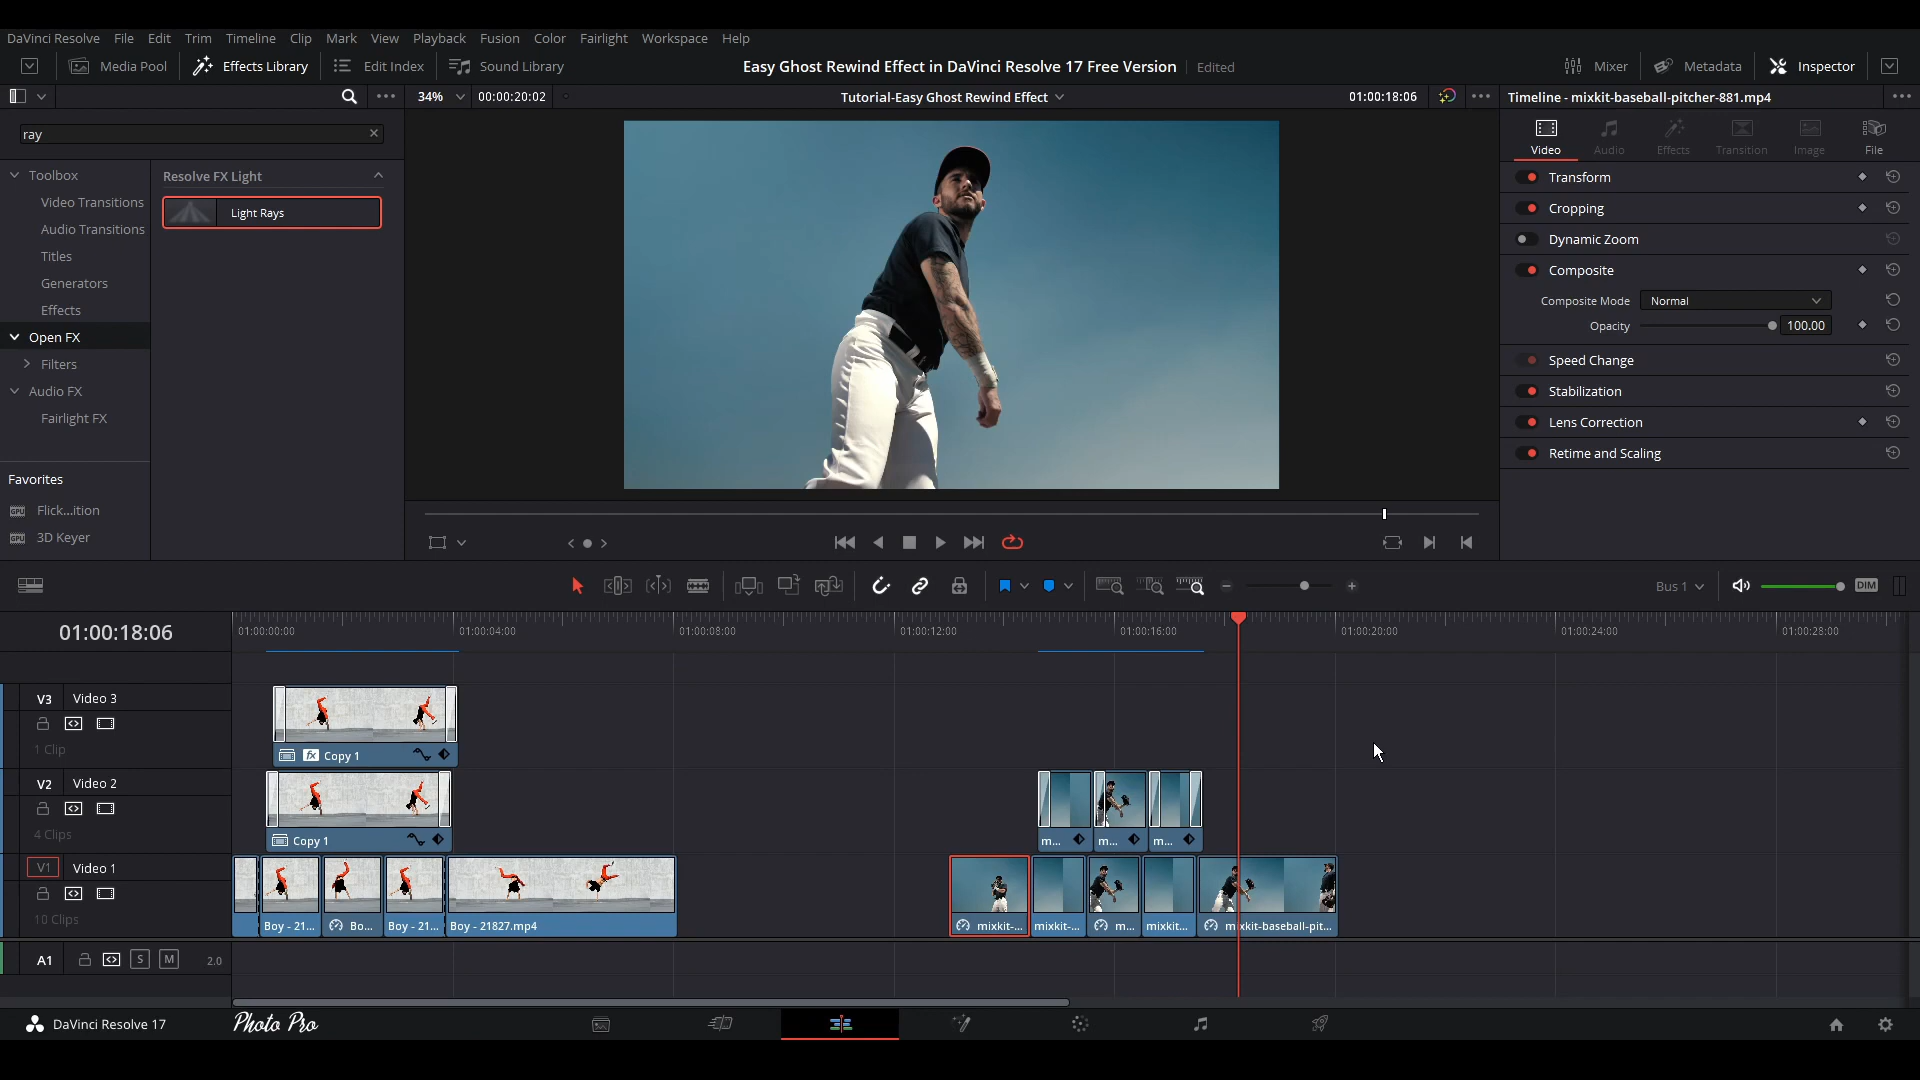 DaVinci Resolve File Edit Trim Timeline Clip Mark View Playback Fusion Color Fairlight Workspace Help
Media Pool Effects Library Edit Index Sound Library Easy Ghost Rewind Effect in DaVinci Resolve 17 Free Version Edited Mixer Metadata Inspector
34% 00:00:20:02 Tutorial-Easy Ghost Rewind Effect 01:00:18:06 Timeline - mixkit-baseball-pitcher-881.mp4
ray
Video Audio Effects Transition Image File
Toolbox
Video Transitions
Audio Transitions
Titles
Generators
Effects
Open FX
Filters
Audio FX
Fairlight FX
Favorites
Flick...ition
3D Keyer
Resolve FX Light
Light Rays
Transform
Cropping
Dynamic Zoom
Composite
Composite Mode Normal
Opacity 100.00
Speed Change
Stabilization
Lens Correction
Retime and Scaling
Bus 1 DIM
01:00:18:06
01:00:00:00 01:00:04:00 01:00:08:00 01:00:12:00 01:00:16:00 01:00:20:00 01:00:24:00 01:00:28:00
V3 Video 3
1 Clip
fx Copy 1
V2 Video 2
4 Clips
Copy 1 m... m... m...
V1 Video 1
10 Clips
Boy - 21... Bo... Boy - 21... Boy - 21827.mp4 mixkit-... mixkit-... m... mixkit... mixkit-baseball-pit...
A1 S M 2.0
DaVinci Resolve 17 Photo Pro